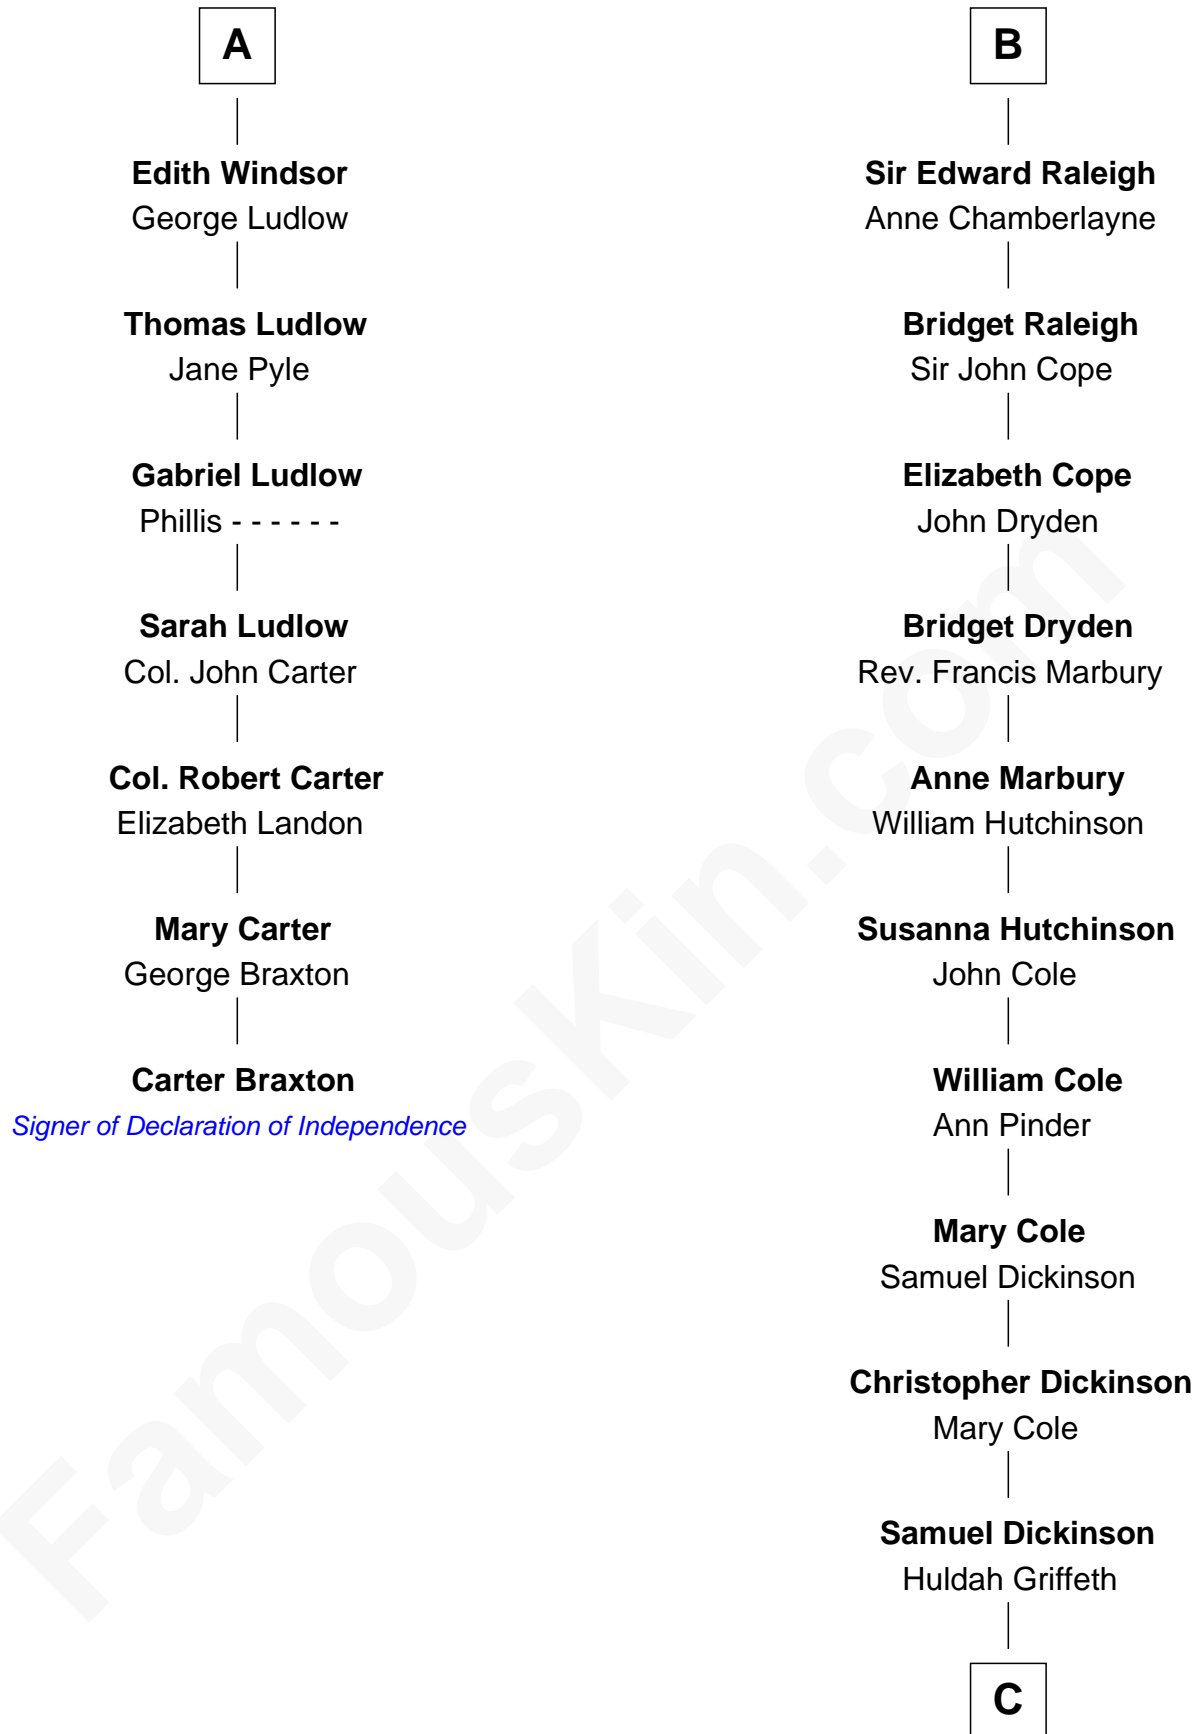 A
Edith Windsor
George Ludlow
Thomas Ludlow
Jane Pyle
Gabriel Ludlow
Phillis - - - - - -
Sarah Ludlow
Col. John Carter
Col. Robert Carter
Elizabeth Landon
Mary Carter
George Braxton
Carter Braxton
Signer of Declaration of Independence
B
Sir Edward Raleigh
Anne Chamberlayne
Bridget Raleigh
Sir John Cope
Elizabeth Cope
John Dryden
Bridget Dryden
Rev. Francis Marbury
Anne Marbury
William Hutchinson
Susanna Hutchinson
John Cole
William Cole
Ann Pinder
Mary Cole
Samuel Dickinson
Christopher Dickinson
Mary Cole
Samuel Dickinson
Huldah Griffeth
C
FamousKin.com